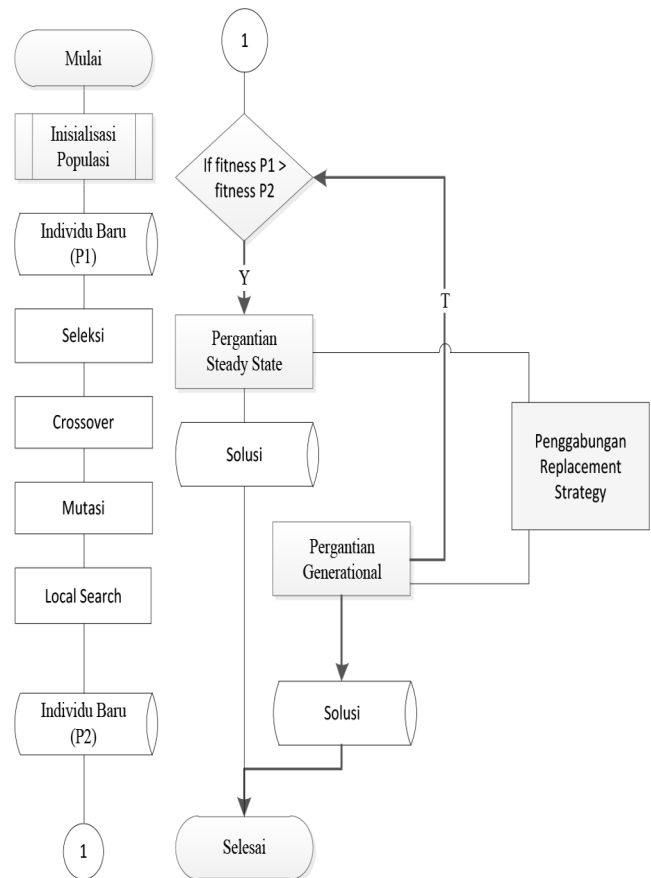 Mulai
Inisialisasi
Populasi
Individu Baru
(P1)
Seleksi
Crossover
Mutasi
Local Search
Individu Baru
(P2)
1
1
If fitness P1 >
fitness P2
Y
T
Pergantian
Steady State
Solusi
Penggabungan
Replacement
Strategy
Pergantian
Generational
Solusi
Selesai